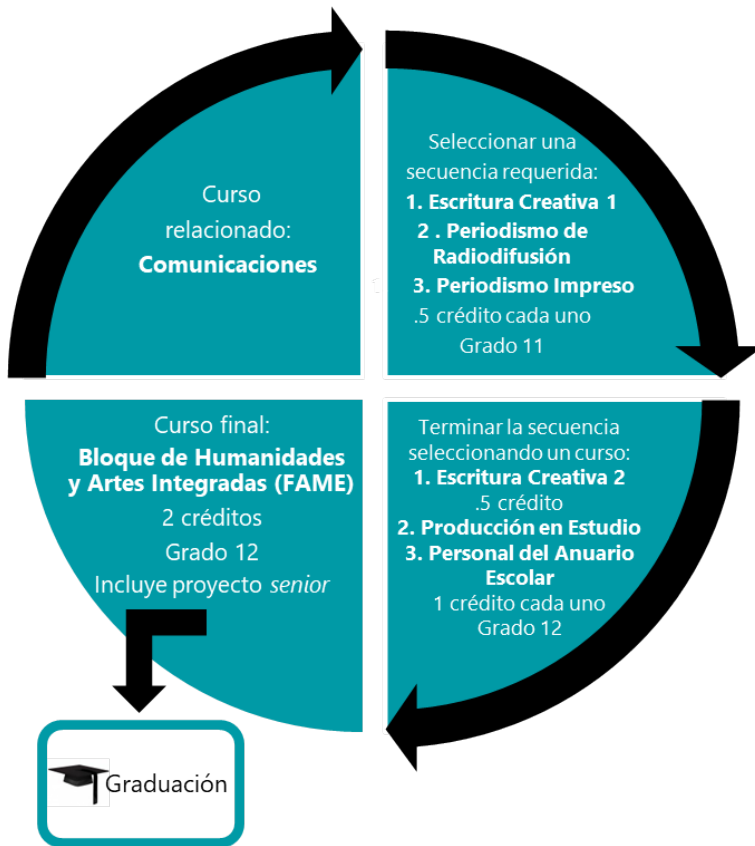 Curso
relacionado:
Comunicaciones
Seleccionar una
secuencia requerida:
1. Escritura Creativa 1
2 . Periodismo de
Radiodifusión
3. Periodismo Impreso
.5 crédito cada uno
Grado 11
Terminar la secuencia
seleccionando un curso:
1. Escritura Creativa 2
.5 crédito
2. Producción en Estudio
3. Personal del Anuario
Escolar
1 crédito cada uno
Grado 12
Curso final:
Bloque de Humanidades
y Artes Integradas (FAME)
2 créditos
Grado 12
Incluye proyecto senior
Graduación